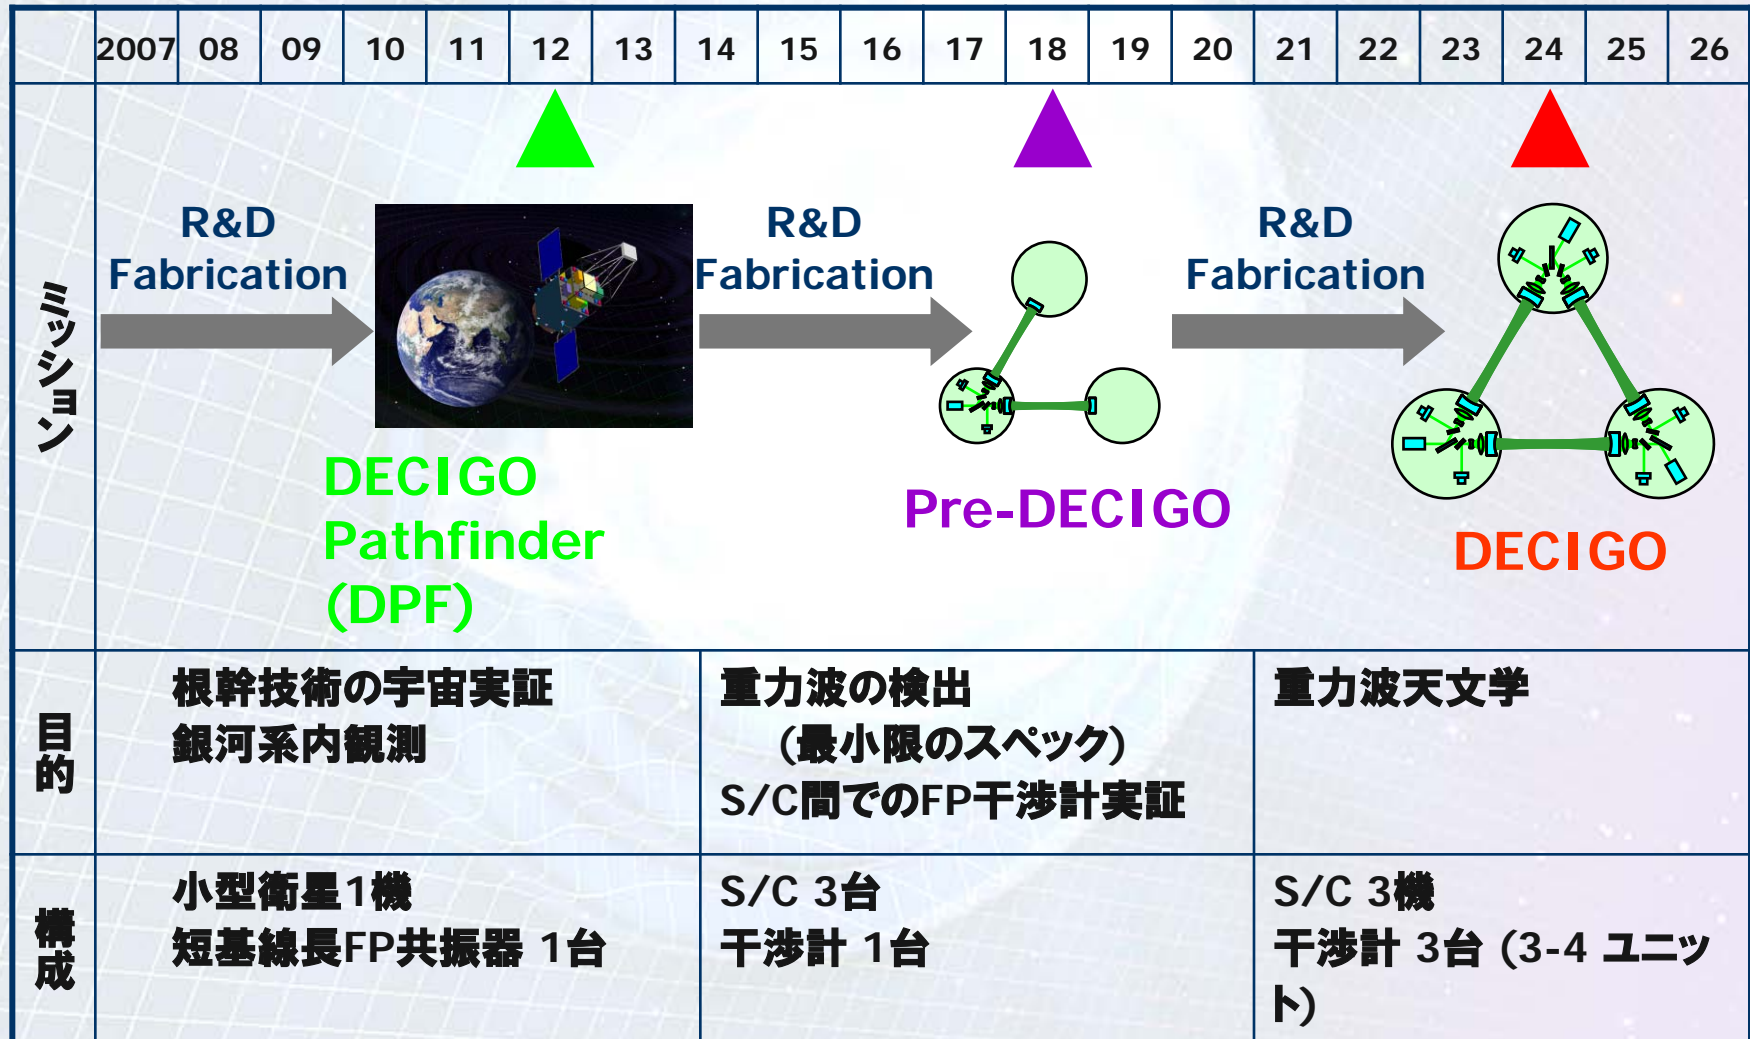 2007 08 09 10 11 12 13 14 15 16 17 18 19 20 21 22 23 24 25 26
ミッション
R&D
Fabrication
R&D
Fabrication
R&D
Fabrication
DECIGO
Pathfinder
(DPF)
Pre-DECIGO
DECIGO
目的
根幹技術の宇宙実証
銀河系内観測
重力波の検出
(最小限のスペック)
S/C間でのFP干渉計実証
重力波天文学
構成
小型衛星1機
短基線長FP共振器 1台
S/C 3台
干渉計 1台
S/C 3機
干渉計 3台 (3-4 ユニッ
ト)